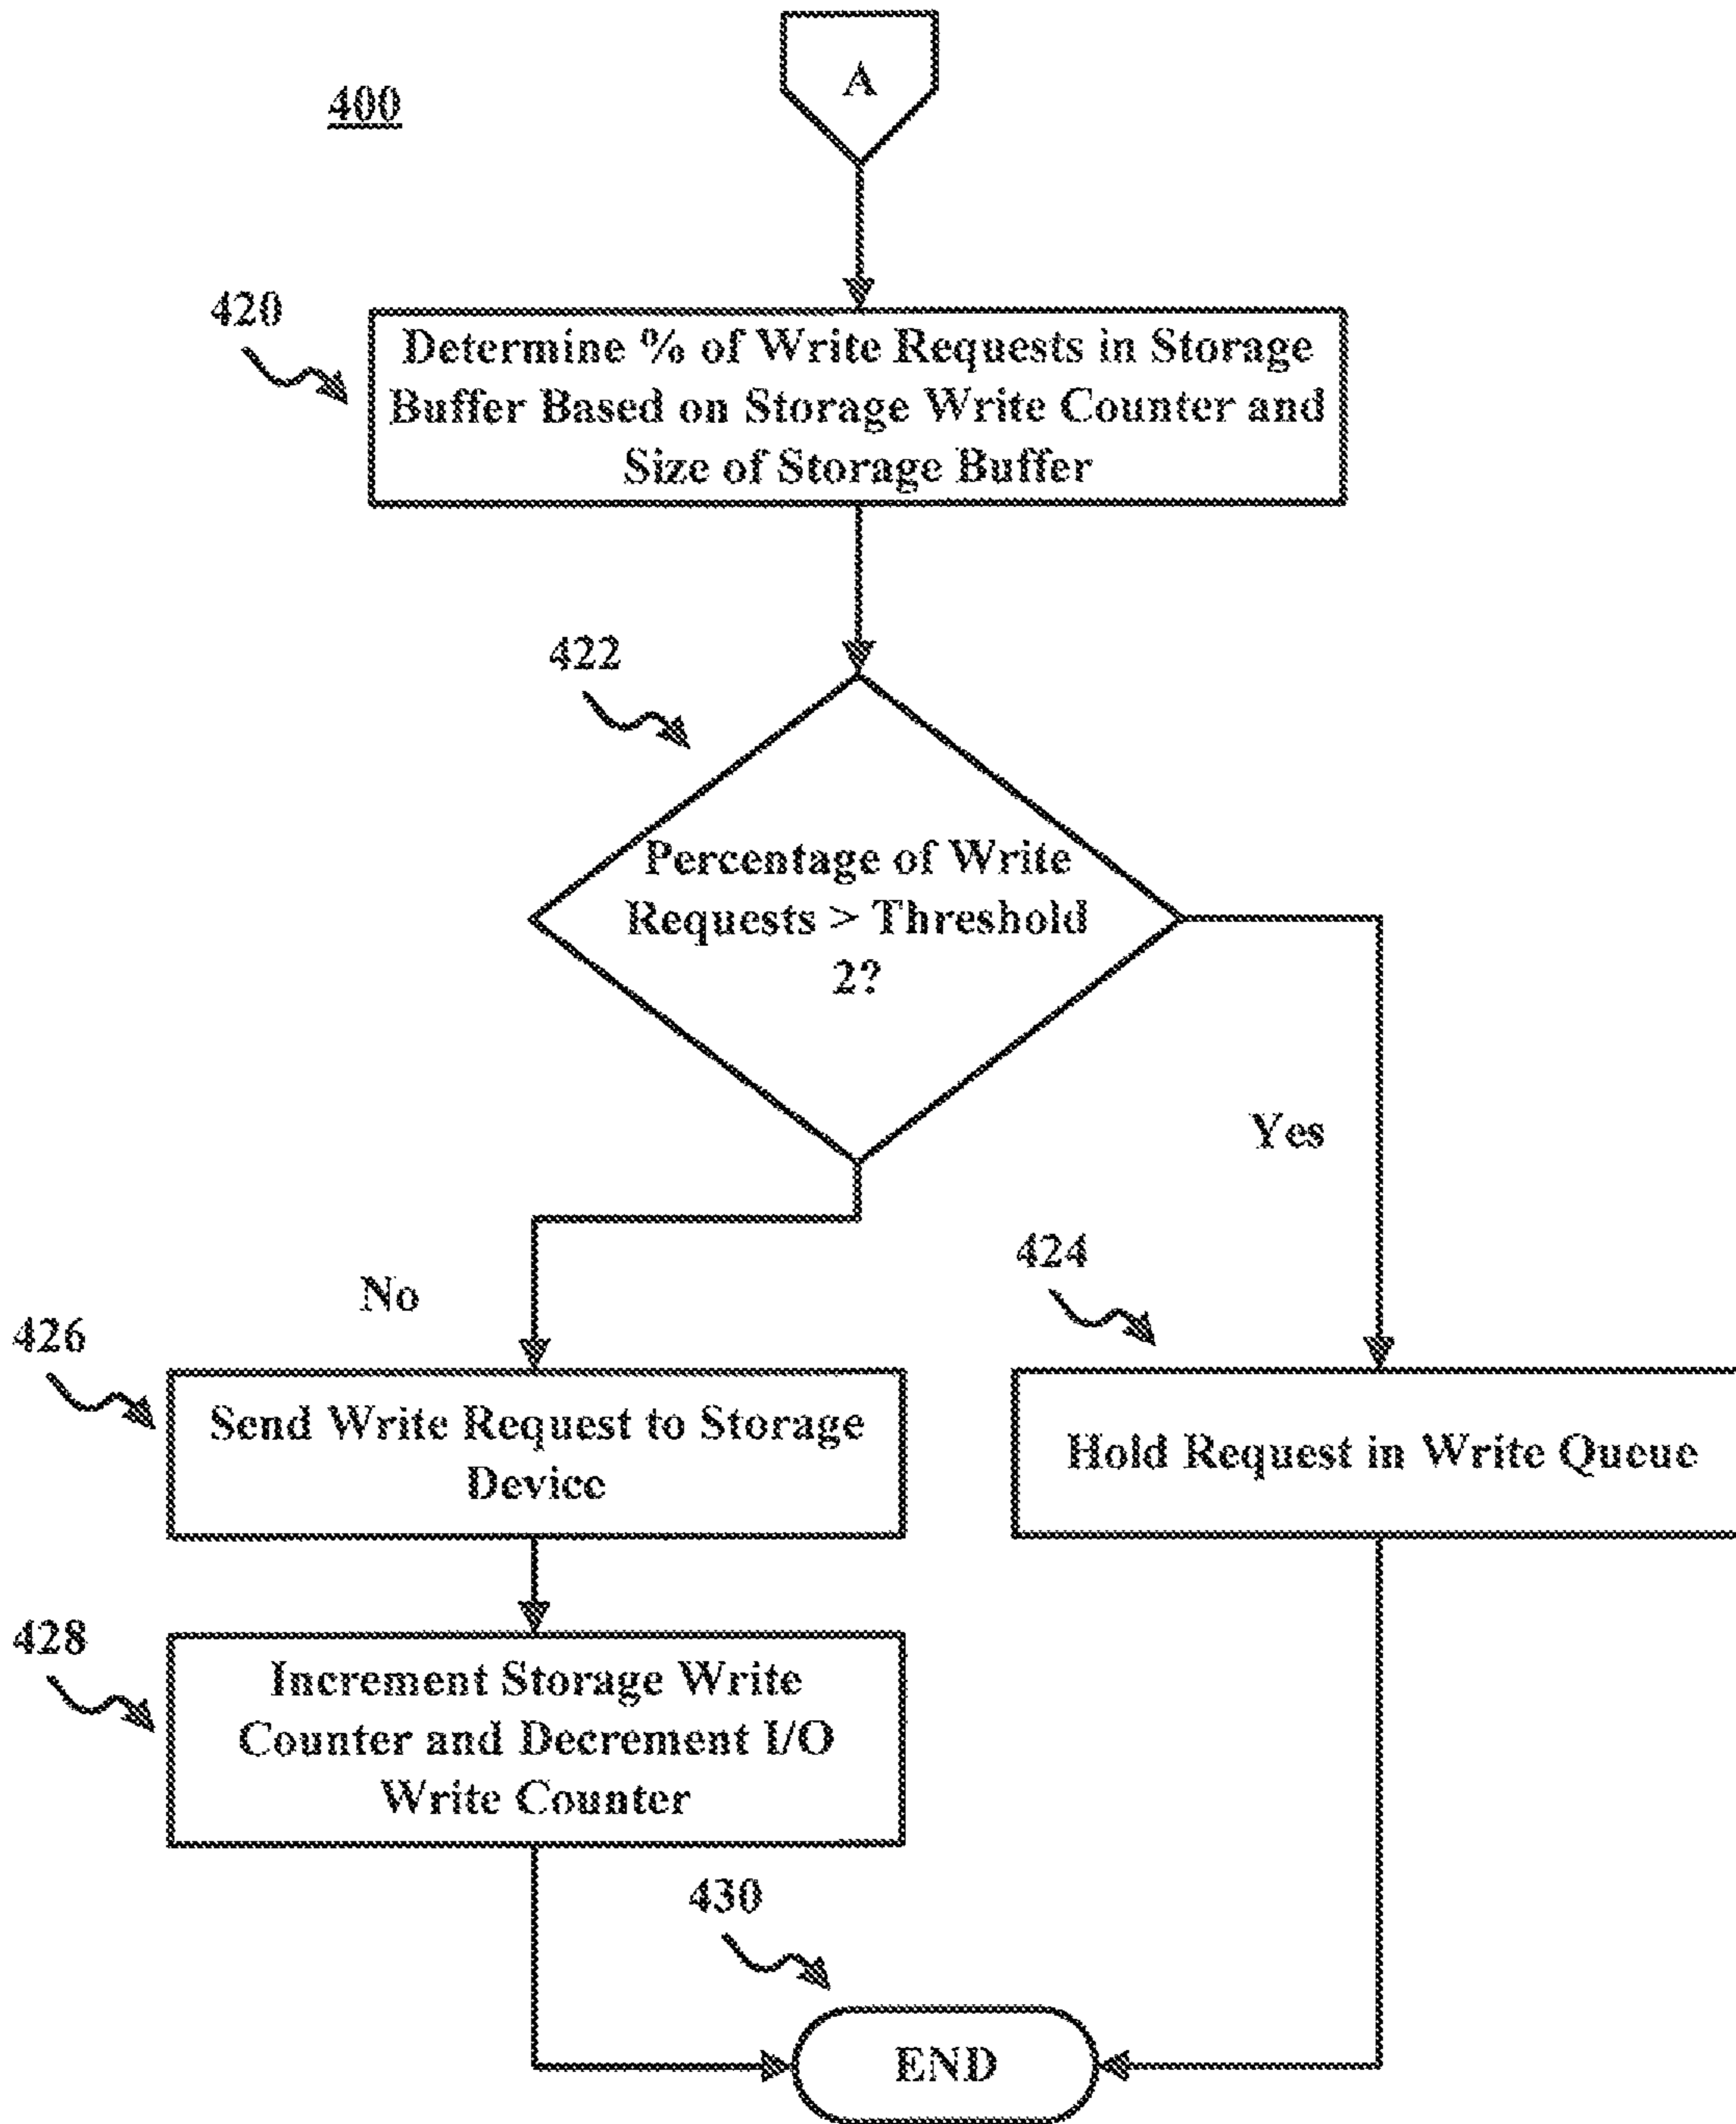 A
400
420
Determine % of Write Requests in Storage
Buffer Based on Storage Write Counter and
Size of Storage Buffer
422
Percentage of Write
Requests > Threshold
2?
Yes
No
424
426
Send Write Request to Storage
Device
Hold Request in Write Queue
428
Increment Storage Write
Counter and Decrement I/O
Write Counter
430
END